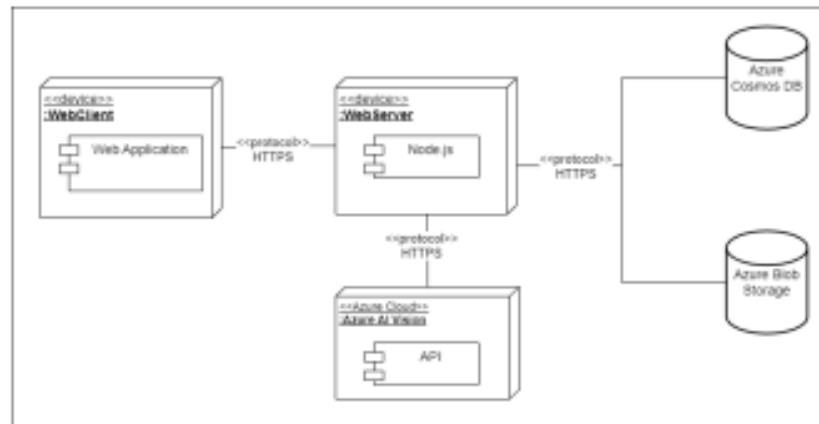 <<device>>
:WebClient
Web Application
<<protocol>>
HTTPS
<<device>>
:WebServer
Node.js
<<protocol>>
HTTPS
Azure
Cosmos DB
<<protocol>>
HTTPS
Azure Blob
Storage
<<Azure Cloud>>
:Azure AI Vision
API